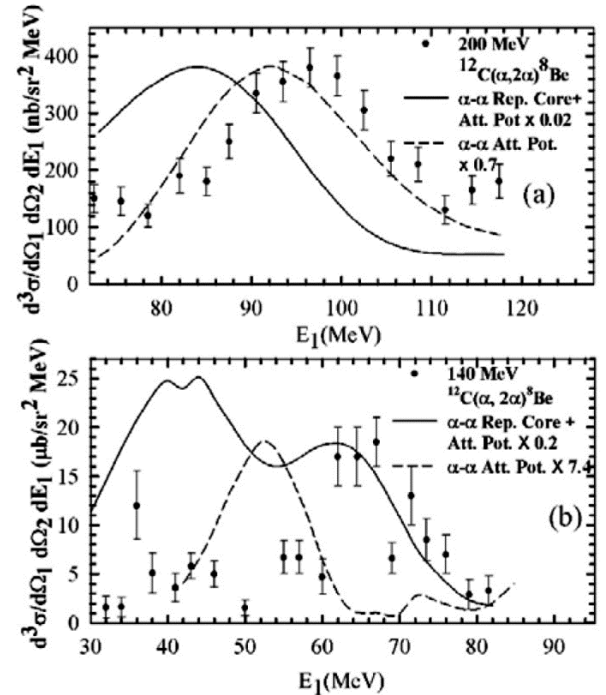 (a)
400
300
200
100
0
d³σ/dΩ₁ dΩ₂ dE₁ (nb/sr² MeV)
200 MeV
¹²C(α,2α)⁸Be
α-α Rep. Core+
Att. Pot x 0.02
α-α Att. Pot.
x 0.7
(a)
80 90 100 110 120
E₁(MeV)
25
20
15
10
5
0
d³σ/dΩ₁ dΩ₂ dE₁ (μb/sr² MeV)
140 MeV
¹²C(α, 2α)⁸Be
α-α Rep. Core +
Att. Pot. X 0.2
α-α Att. Pot. X 7.4
(b)
30 40 50 60 70 80 90
E₁(MeV)